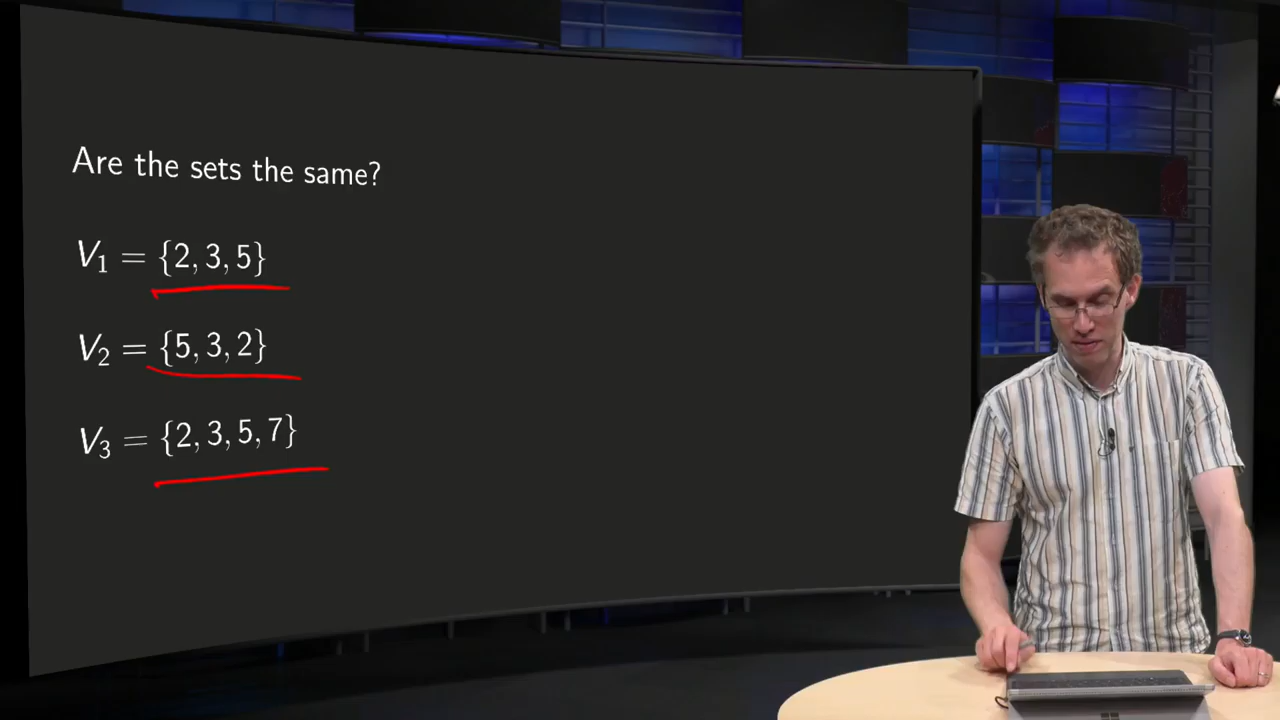 Are the sets the same?
V₁ = {2, 3, 5}
V₂ = {5, 3, 2}
V₃ = {2, 3, 5, 7}